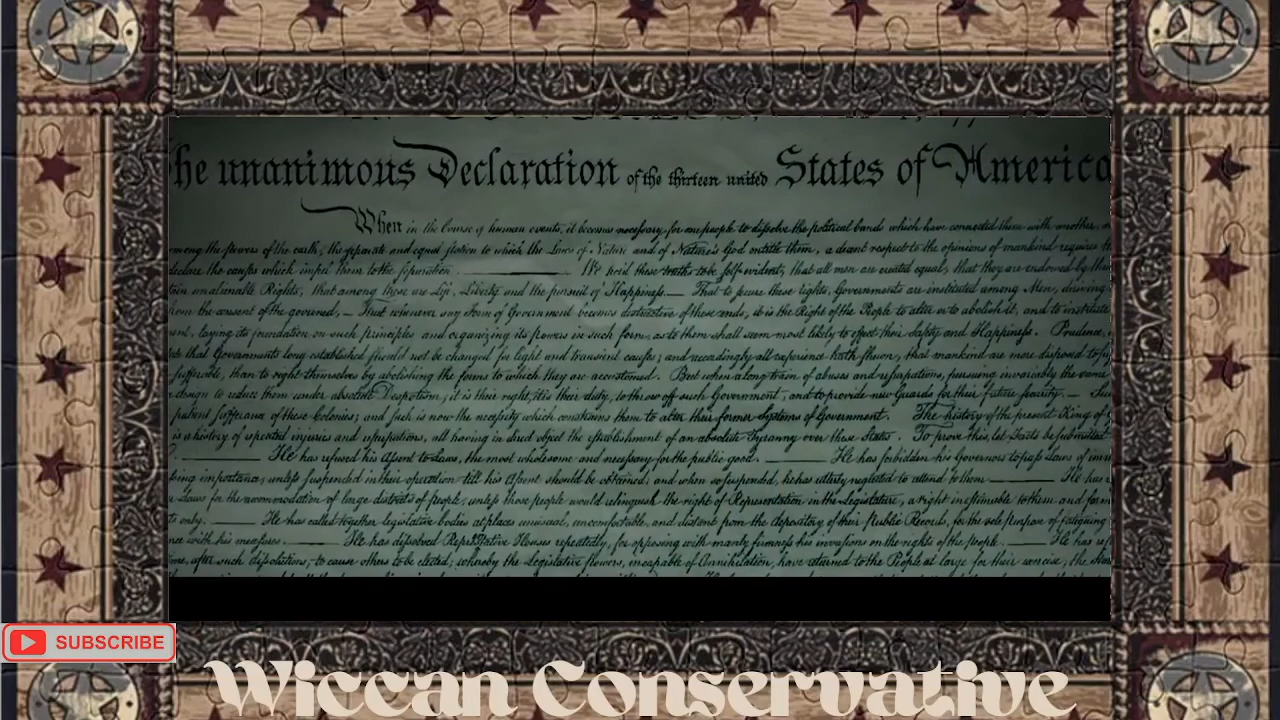 he unanimous Declaration of the thirteen united States of America
When in the Course of human events, it becomes necessary, for one people to dissolve the political bands which have connected them with another,
among the powers of the earth, the separate and equal station to which the Laws of Nature and of Nature's God entitle them, a decent respect to the opinions of mankind requires
declare the causes which impel them to the separation. We hold these truths to be self-evident, that all men are created equal, that they are endowed by
unalienable Rights, that among these are Life, Liberty and the pursuit of Happiness. — That to secure these rights, Governments are instituted among Men, deriving
from the consent of the governed, — That whenever any Form of Government becomes destructive of these ends, it is the Right of the People to alter or to abolish it, and to institute
laying its foundation on such principles and organizing its powers in such form, as to them shall seem most likely to effect their Safety and Happiness. Prudence,
that Governments long established should not be changed for light and transient causes; and accordingly all experience hath shewn, that mankind are more disposed to
sufferable, than to right themselves by abolishing the forms to which they are accustomed. But when a long train of abuses and usurpations, pursuing invariably the same
design to reduce them under absolute Despotism, it is their right, it is their duty, to throw off such Government, and to provide new Guards for their future security. —
patient sufferance of these Colonies; and such is now the necessity which constrains them to alter their former Systems of Government. The history of the present King of
is a history of repeated injuries and usurpations, all having in direct object the establishment of an absolute Tyranny over these States. To prove this, let Facts be submitted
He has refused his Assent to Laws, the most wholesome and necessary for the public good. He has forbidden his Governors to pass Laws of
importance, unless suspended in their operation till his Assent should be obtained; and when so suspended, he has utterly neglected to attend to them. He has
Laws for the accommodation of large districts of people, unless those people would relinquish the right of Representation in the Legislature, a right inestimable to them and
only. He has called together legislative bodies at places unusual, uncomfortable, and distant from the depository of their Public Records, for the sole purpose of fatiguing
with his measures. He has dissolved Representative Houses repeatedly, for opposing with manly firmness his invasions on the rights of the people. He has
after such dissolutions, to cause others to be elected; whereby the Legislative powers, incapable of Annihilation, have returned to the People at large for their exercise; the
SUBSCRIBE
Wiccan Conservative